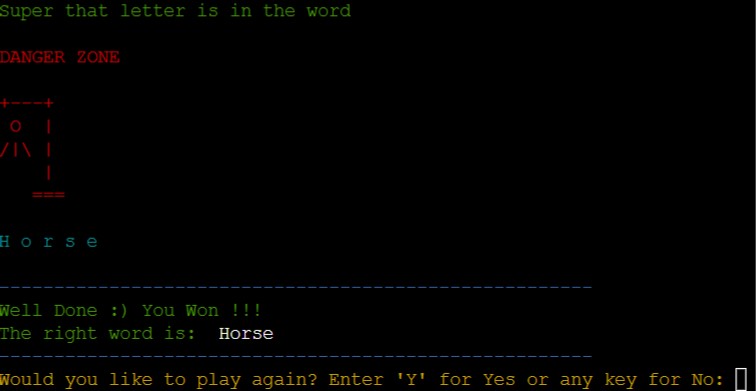 Super that letter is in the word
DANGER ZONE
+---+
 O  |
/|\ |
    |
   ===
H o r s e
------------------------------------------------------
Well Done :) You Won !!!
The right word is:  Horse
------------------------------------------------------
Would you like to play again? Enter 'Y' for Yes or any key for No: